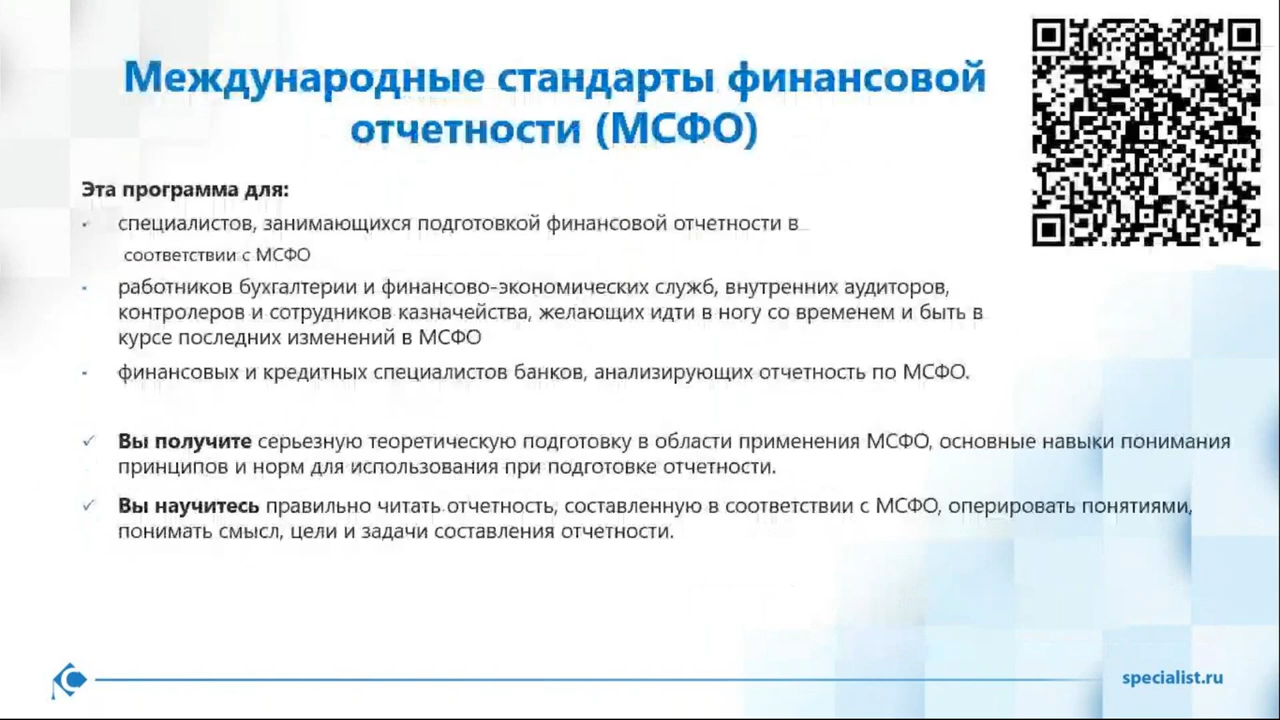 Международные стандарты финансовой
отчетности (МСФО)
Эта программа для:
- специалистов, занимающихся подготовкой финансовой отчетности в
соответствии с МСФО
- работников бухгалтерии и финансово-экономических служб, внутренних аудиторов,
контролеров и сотрудников казначейства, желающих идти в ногу со временем и быть в
курсе последних изменений в МСФО
- финансовых и кредитных специалистов банков, анализирующих отчетность по МСФО.
✓ Вы получите серьезную теоретическую подготовку в области применения МСФО, основные навыки понимания
принципов и норм для использования при подготовке отчетности.
✓ Вы научитесь правильно читать отчетность, составленную в соответствии с МСФО, оперировать понятиями,
понимать смысл, цели и задачи составления отчетности.
specialist.ru